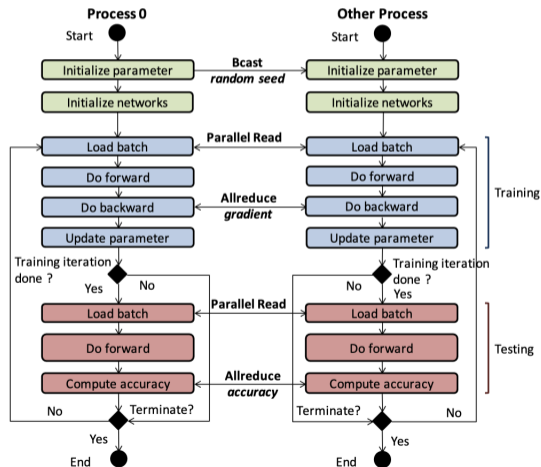 Process 0
Other Process
Start
Start
Initialize parameter
Bcast
random seed
Initialize parameter
Initialize networks
Initialize networks
Load batch
Parallel Read
Load batch
Do forward
Do forward
Do backward
Allreduce
gradient
Do backward
Update parameter
Update parameter
Training
Training iteration
done ?
No
Yes
Training iteration
done ?
No
Yes
Load batch
Parallel Read
Load batch
Do forward
Do forward
Compute accuracy
Allreduce
accuracy
Compute accuracy
Testing
No
Terminate?
Yes
Terminate?
No
Yes
End
End